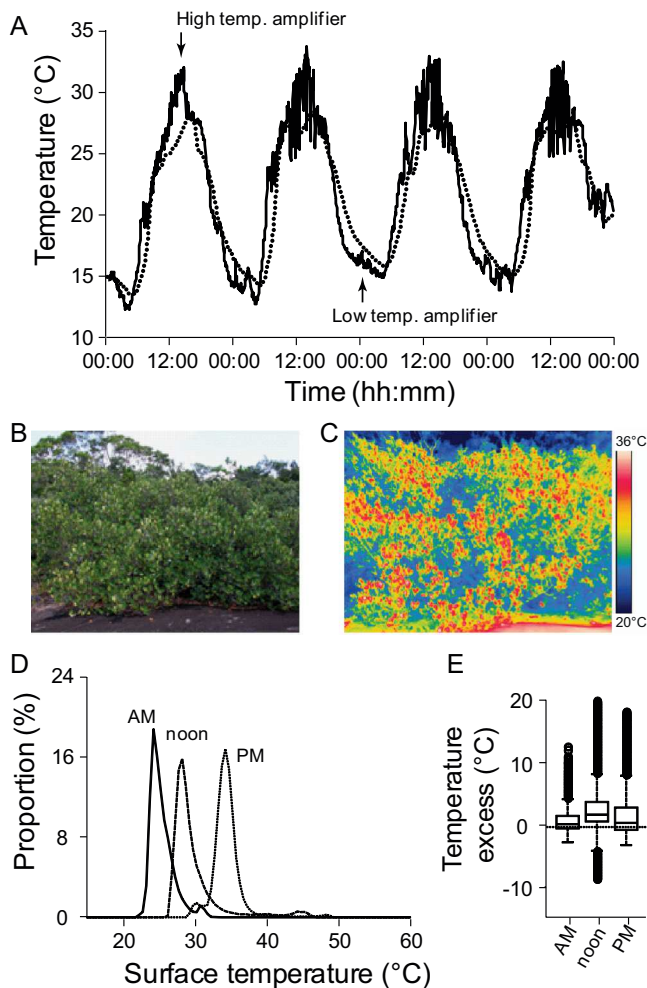 A
High temp. amplifier
35
30
25
20
15
10
Temperature (°C)
Low temp. amplifier
00:00 12:00 00:00 12:00 00:00 12:00 00:00 12:00 00:00
Time (hh:mm)
B
C
36°C
20°C
D
24
16
8
0
Proportion (%)
AM
noon
PM
20 30 40 50 60
Surface temperature (°C)
E
20
10
0
-10
Temperature
excess (°C)
AM
noon
PM